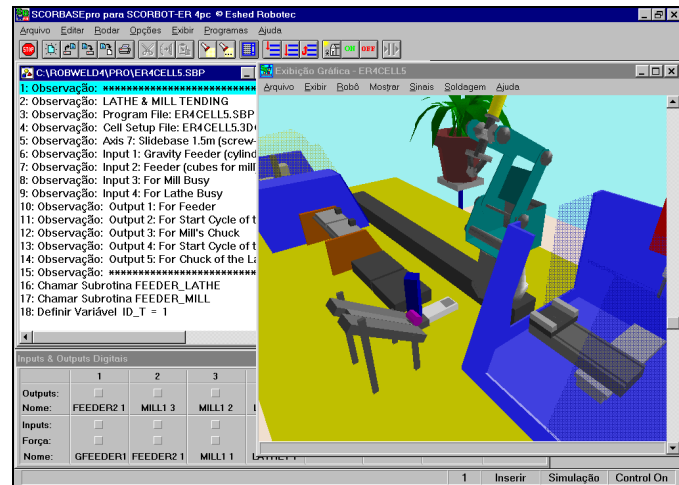 SCORBASEpro para SCORBOT-ER 4pc © Eshed Robotec
Arquivo Editar Rodar Opções Exibir Programas Ajuda
STOP ON OFF
C:\ROBWELD4\PRO\ER4CELL5.SBP
1: Observação: ***************************
2: Observação: LATHE & MILL TENDING
3: Observação: Program File: ER4CELL5.SBP
4: Observação: Cell Setup File: ER4CELL5.3D
5: Observação: Axis 7: Slidebase 1.5m (screw-
6: Observação: Input 1: Gravity Feeder (cylind
7: Observação: Input 2: Feeder (cubes for mill
8: Observação: Input 3: For Mill Busy
9: Observação: Input 4: For Lathe Busy
10: Observação: Output 1: For Feeder
11: Observação: Output 2: For Start Cycle of t
12: Observação: Output 3: For Mill's Chuck
13: Observação: Output 4: For Start Cycle of t
14: Observação: Output 5: For Chuck of the La
15: Observação: ***************************
16: Chamar Subrotina FEEDER_LATHE
17: Chamar Subrotina FEEDER_MILL
18: Definir Variável ID_T = 1
Exibição Gráfica - ER4CELL5
Arquivo Exibir Robô Mostrar Sinais Soldagem Ajuda
Inputs & Outputs Digitais
1 2 3
Outputs:
Nome: FEEDER2 1 MILL1 3 MILL1 2
Inputs:
Força:
Nome: GFEEDER1 FEEDER2 1 MILL1 1
1 Inserir Simulação Control On